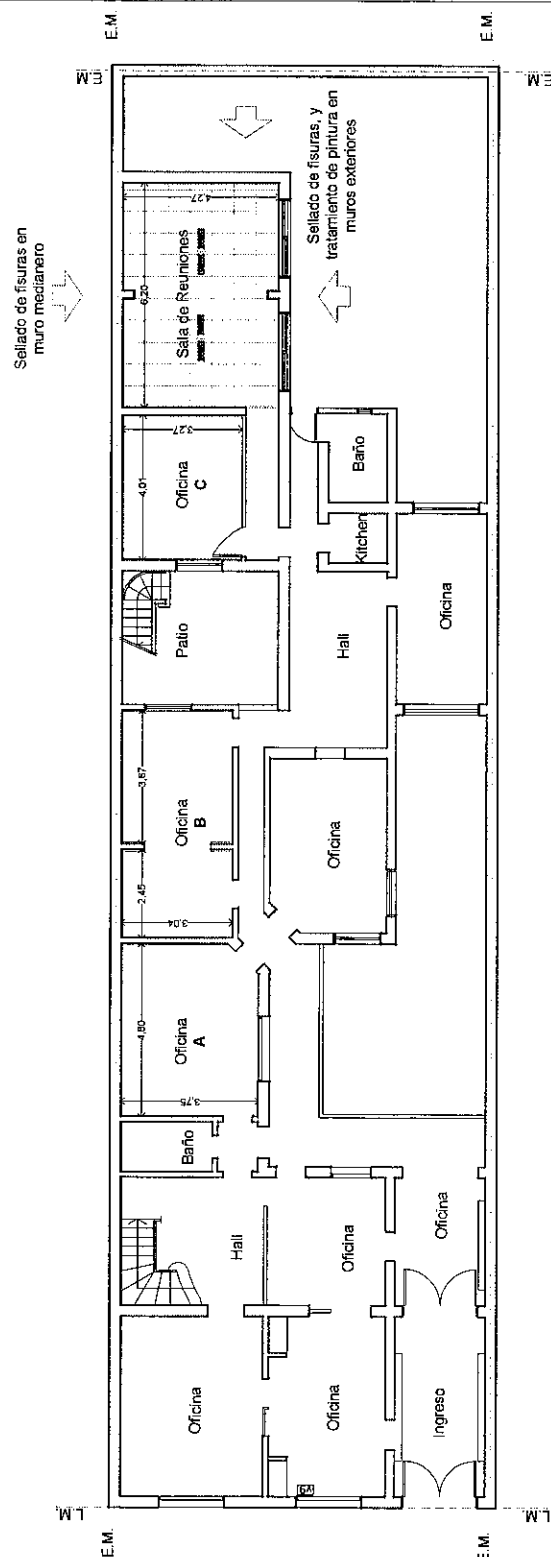 E.M.
E.M.
E.M.
E.M.
Sellado de fisuras en
muro medianero
Sellado de fisuras, y
tratamiento de pintura en
muros exteriores
4,27
6,20
Sala de Reuniones
3,27
4,01
Oficina
C
Baño
Kitchen
Patio
Hall
Oficina
3,67
2,45
3,04
Oficina
B
Oficina
4,80
3,75
Oficina
A
Baño
Hall
Oficina
Oficina
Oficina
Oficina
Ingreso
L.M.
L.M.
E.M.
E.M.